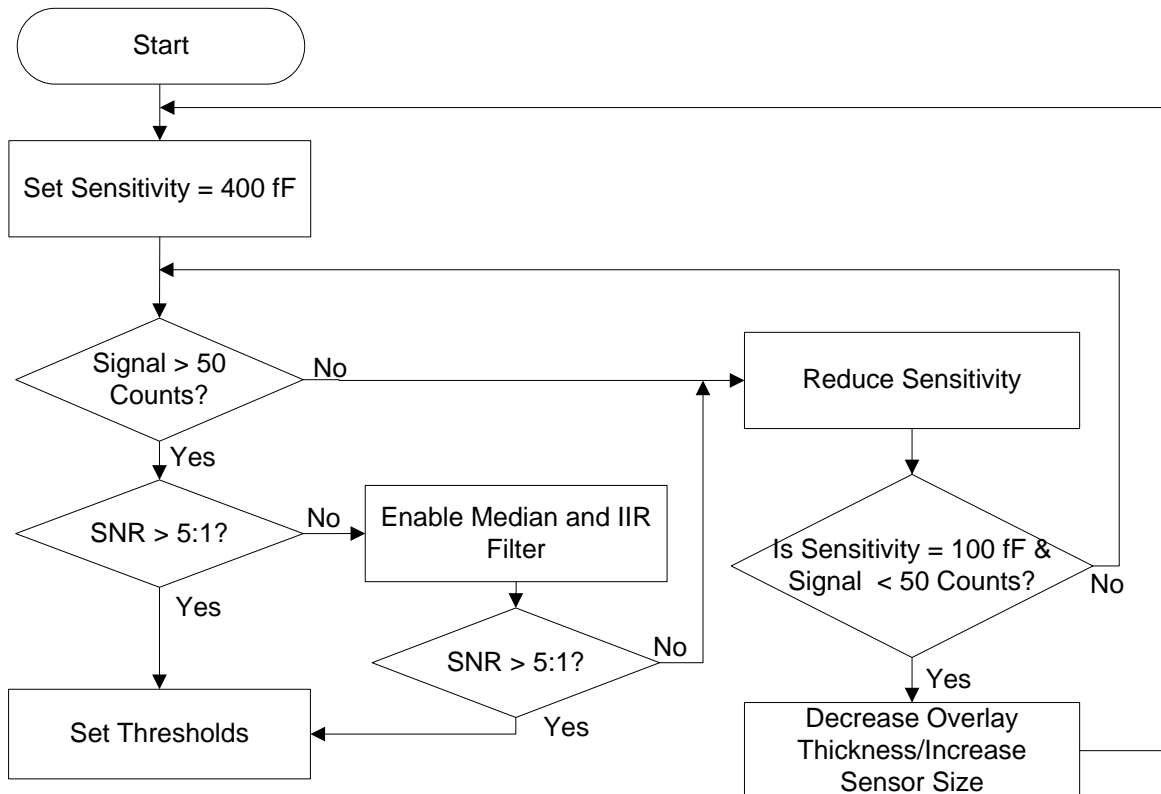 Start
Set Sensitivity = 400 fF
Signal > 50
Counts?
No
Yes
Reduce Sensitivity
SNR > 5:1?
No
Yes
Enable Median and IIR
Filter
SNR > 5:1?
No
Yes
Is Sensitivity = 100 fF &
Signal < 50 Counts?
No
Yes
Set Thresholds
Decrease Overlay
Thickness/Increase
Sensor Size